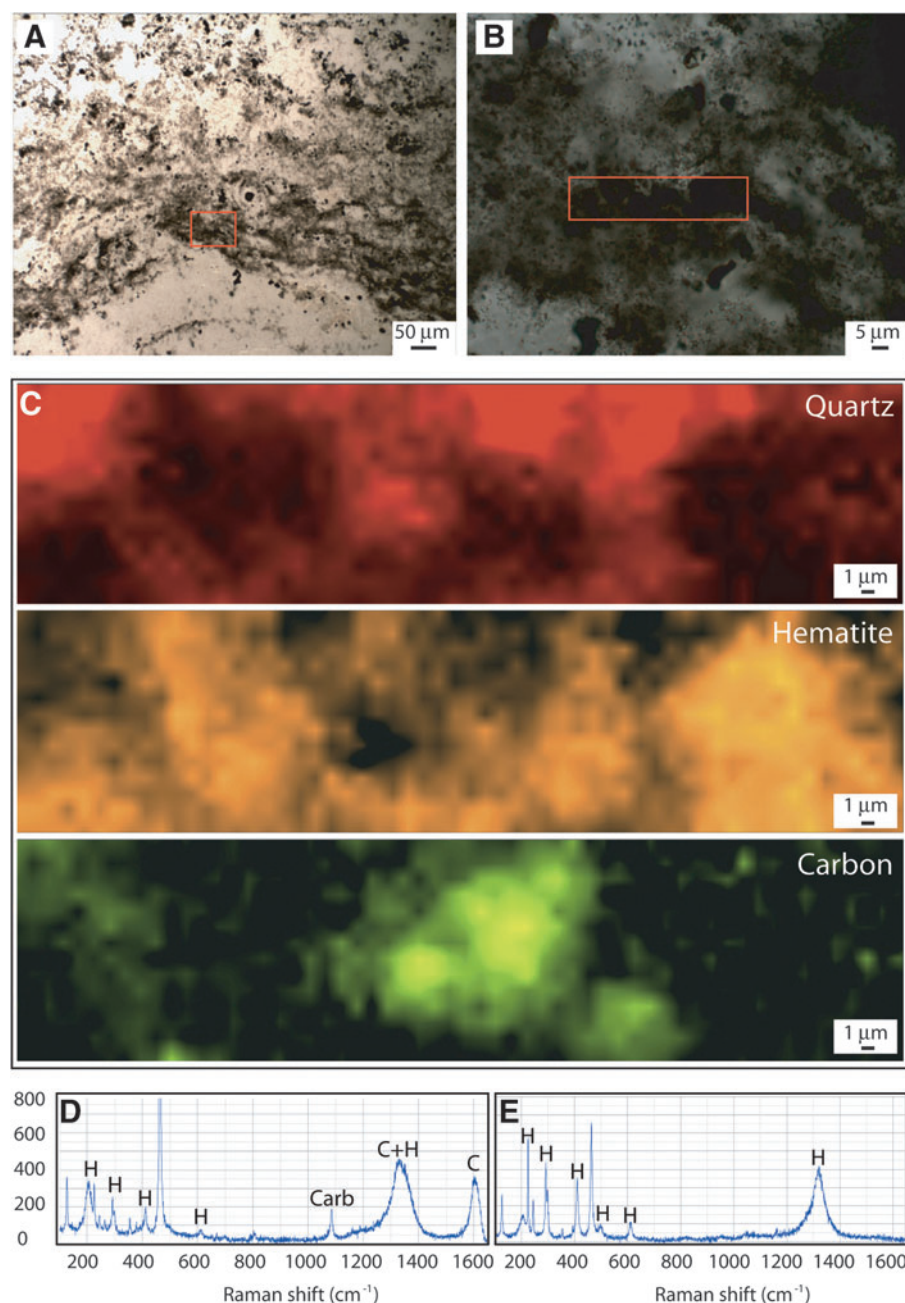 A
50 μm
B
5 μm
C
Quartz
1 μm
Hematite
1 μm
Carbon
1 μm
D
800
600
400
200
0
H
H
H
H
Carb
C+H
C
200 400 600 800 1000 1200 1400 1600
Raman shift (cm⁻¹)
E
H
H
H
H
H
H
200 400 600 800 1000 1200 1400 1600
Raman shift (cm⁻¹)